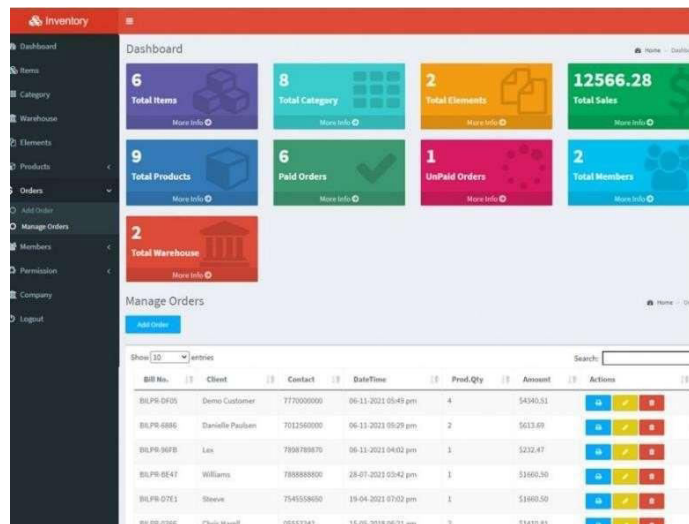 Inventory
Dashboard
Items
Category
Warehouse
Elements
Products
Orders
Add Order
Manage Orders
Members
Permission
Company
Logout
Dashboard
Home
6
Total Items
More Info
8
Total Category
More Info
2
Total Elements
More Info
12566.28
Total Sales
More Info
9
Total Products
More Info
6
Paid Orders
More Info
1
UnPaid Orders
More Info
2
Total Members
More Info
2
Total Warehouse
More Info
Manage Orders
Home
Add Order
Show 10 entries
Search:
Bill No. Client Contact DateTime Prod.Qty Amount Actions
BILPR-DF05 Demo Customer 7770000000 06-11-2021 05:45 pm 4 $4340.51
BILPR-6886 Danielle Paulsen 7012560000 06-11-2021 05:29 pm 2 $613.69
Lex 7898789870 06-11-2021 04:02 pm 1 $232.47
BILPR-8E47 Williams 7888888800 28-07-2021 03:42 pm 1 $1660.50
BILPR-D7E1 Steeve 7545558650 19-04-2021 07:02 pm 1 $1660.50